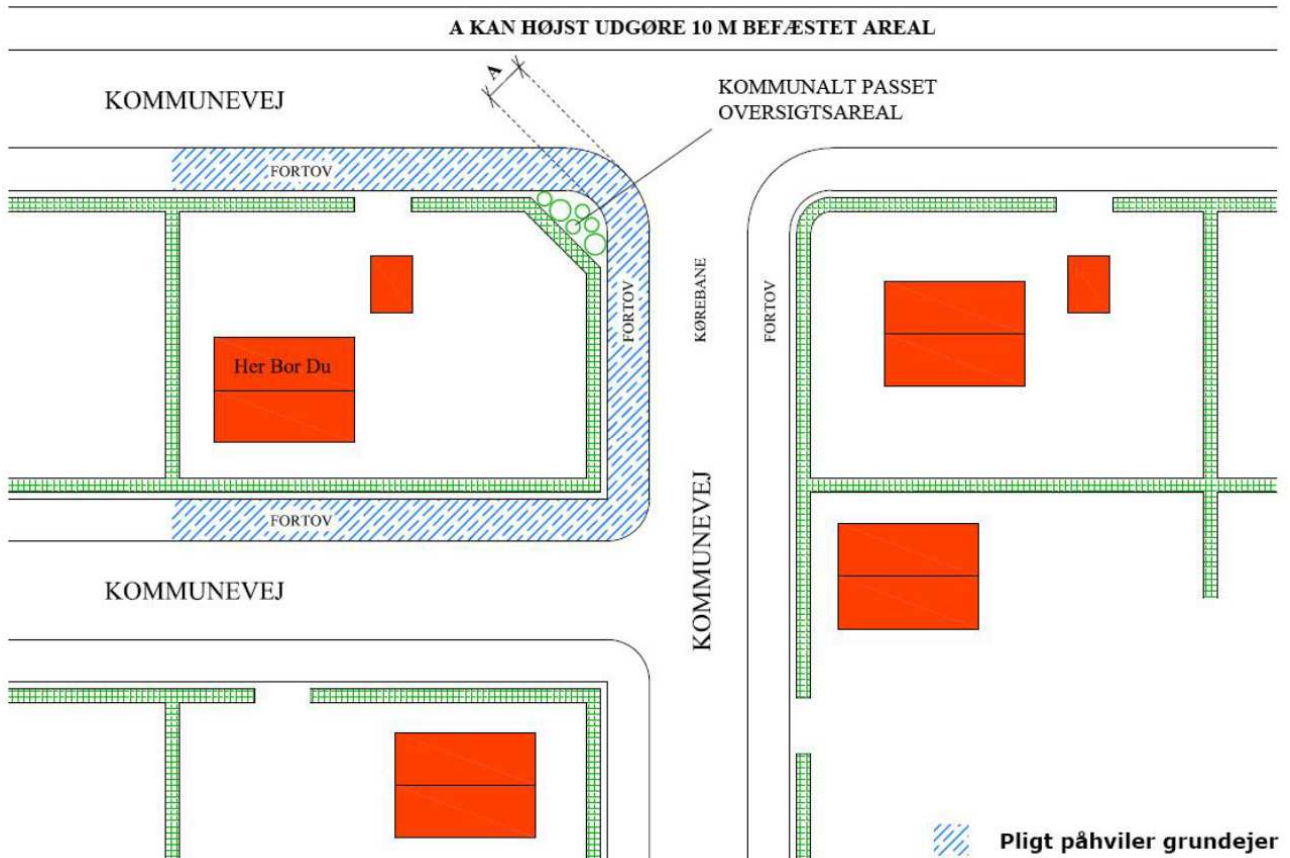 A KAN HØJST UDGØRE 10 M BEFÆSTET AREAL
A
KOMMUNEVEJ
KOMMUNALT PASSET
OVERSIGTSAREAL
FORTOV
FORTOV
KØREBANE
FORTOV
Her Bor Du
FORTOV
KOMMUNEVEJ
KOMMUNEVEJ
Pligt påhviler grundejer